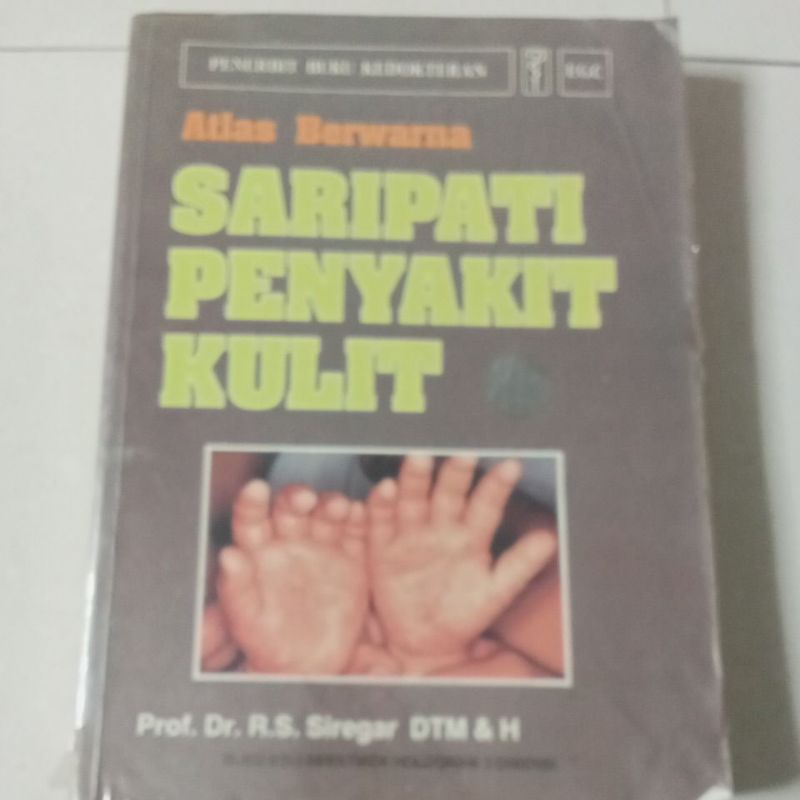 PENERBIT BUKU KEDOKTERAN EGC
Atlas Berwarna
SARIPATI
PENYAKIT
KULIT
Prof. Dr. R.S. Siregar DTM & H